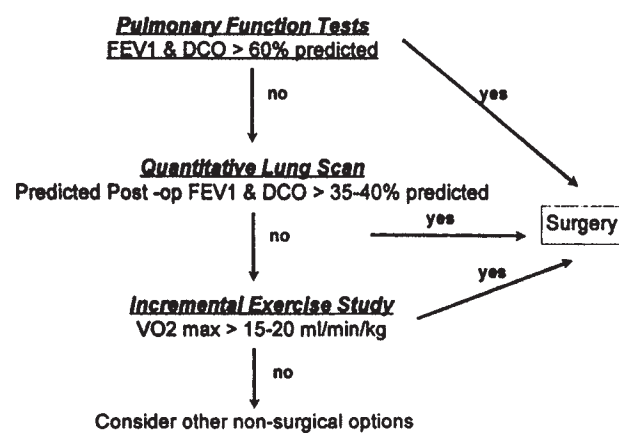 Pulmonary Function Tests
FEV1 & DCO > 60% predicted
no
yes
Quantitative Lung Scan
Predicted Post -op FEV1 & DCO > 35-40% predicted
no
yes
Surgery
yes
Incremental Exercise Study
VO2 max > 15-20 ml/min/kg
no
Consider other non-surgical options